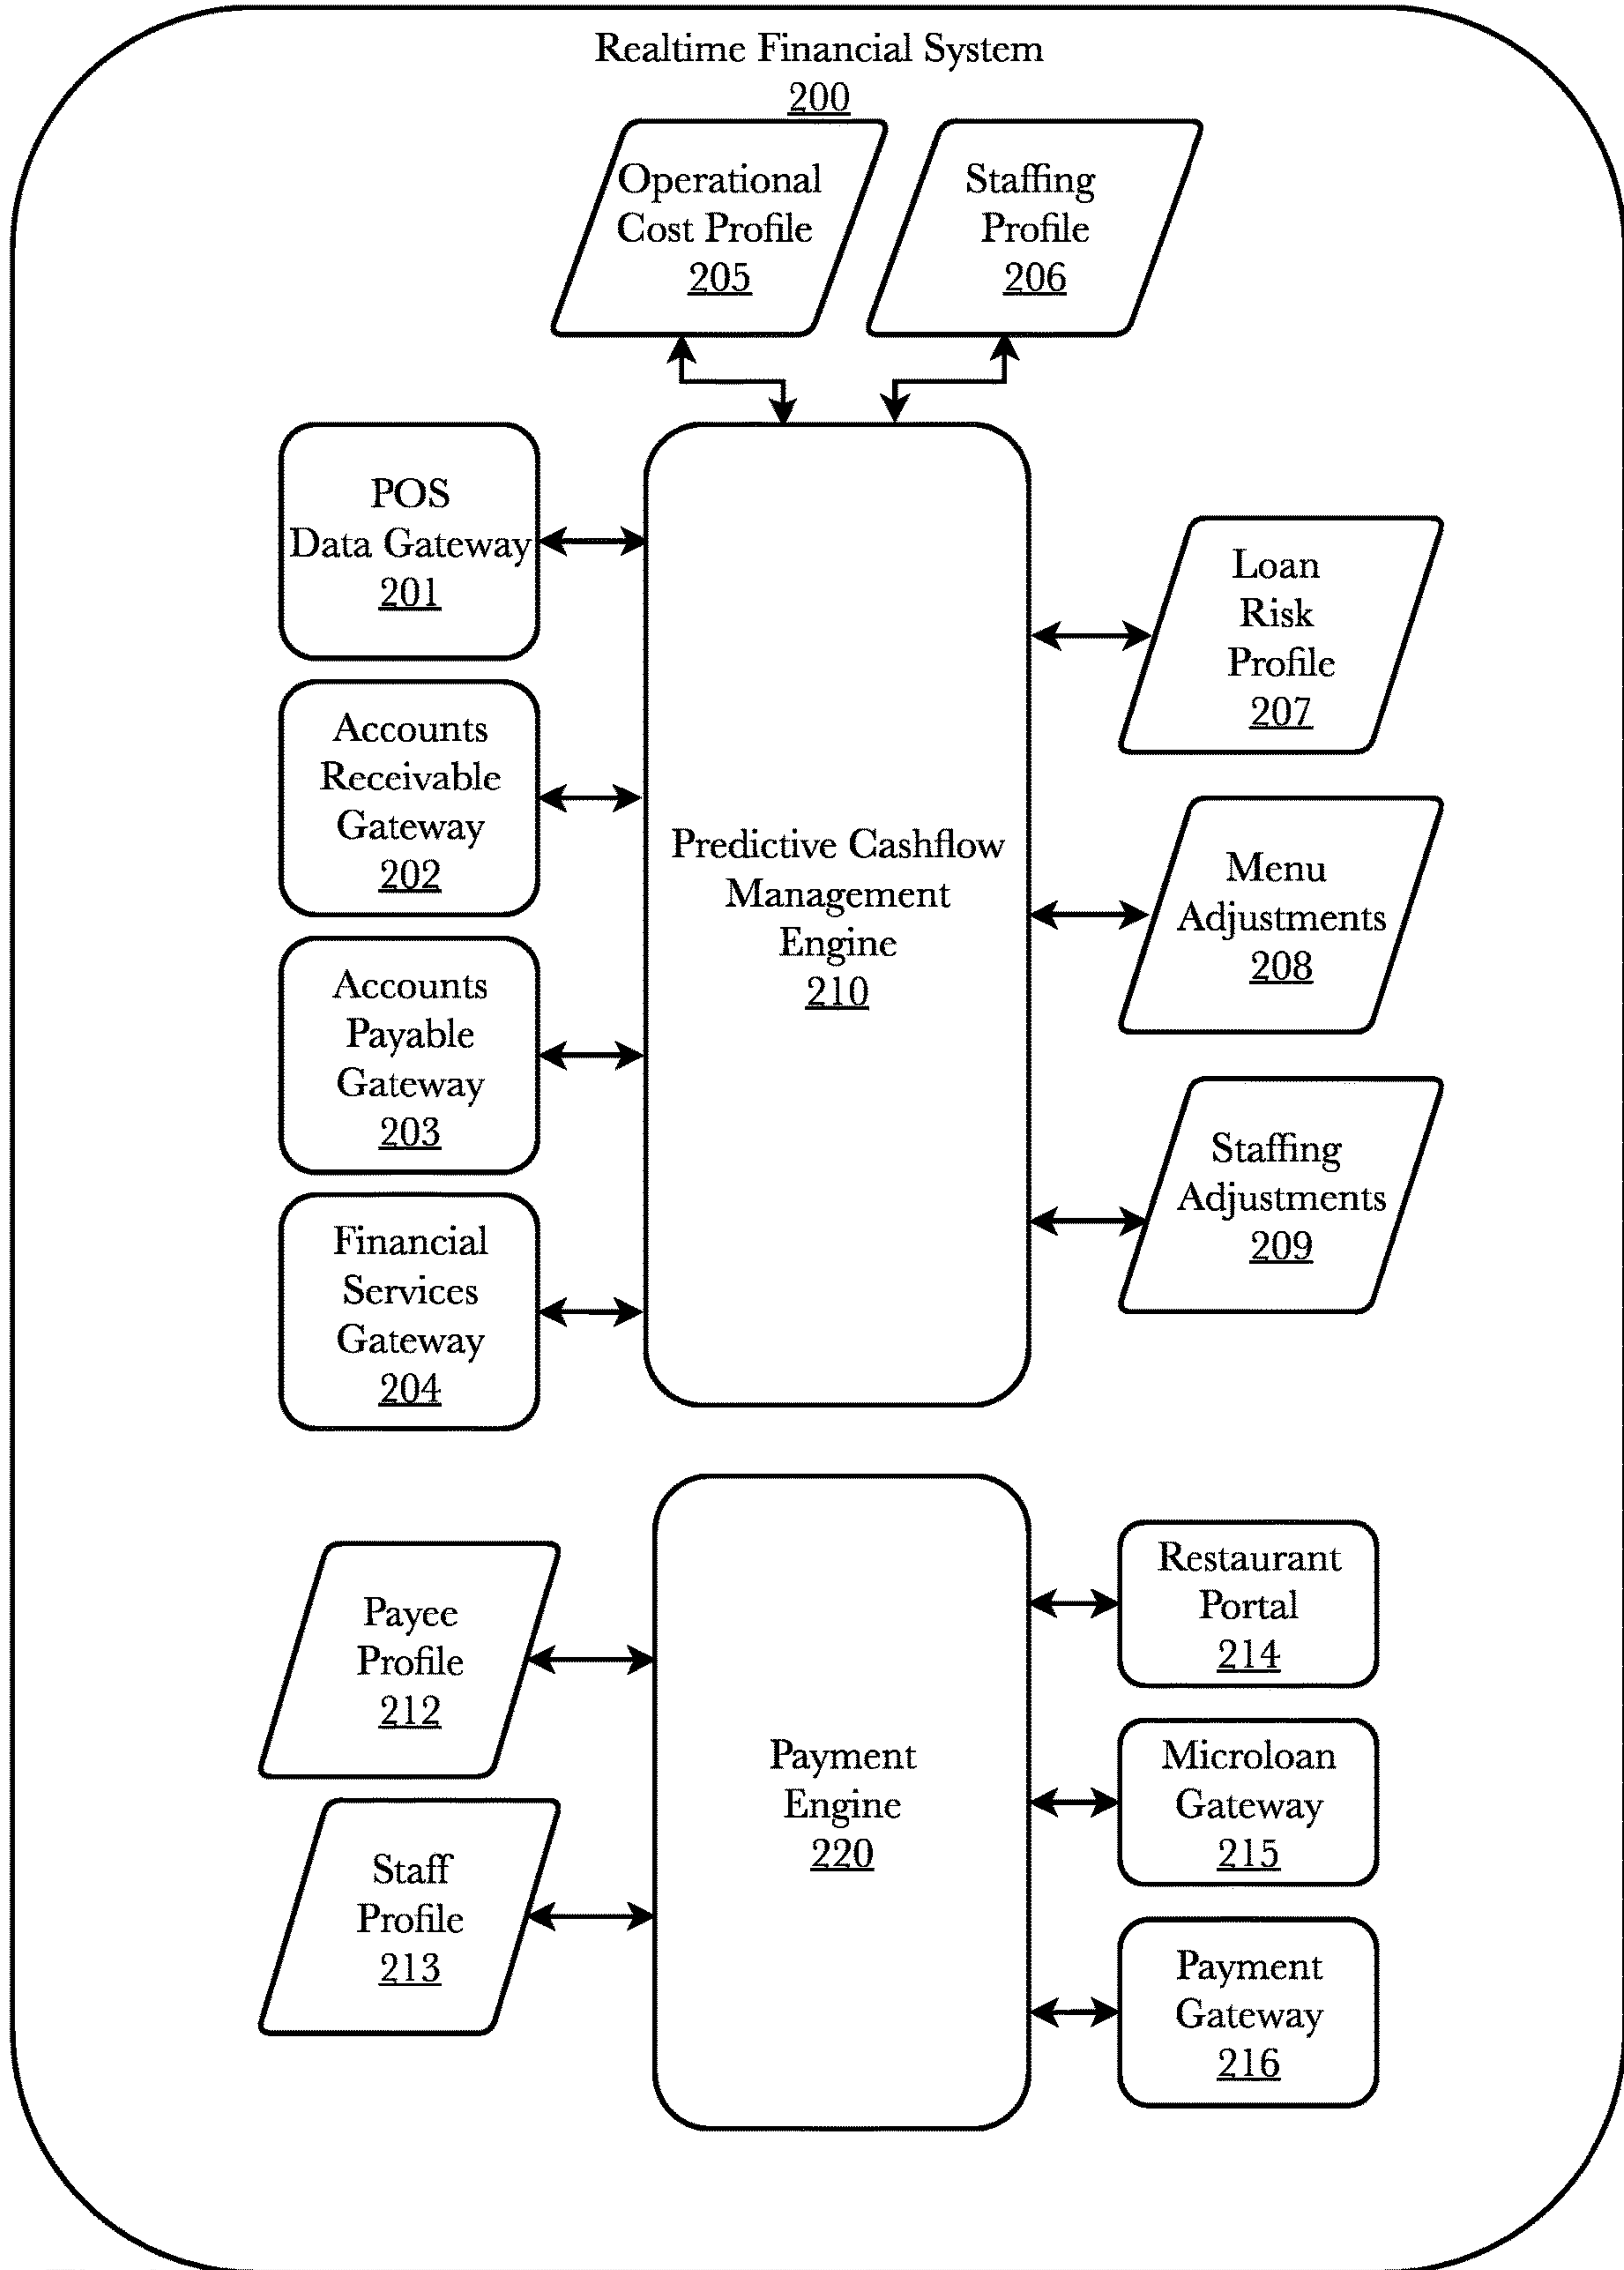 Realtime Financial System
200
Operational
Cost Profile
205
Staffing
Profile
206
POS
Data Gateway
201
Accounts
Receivable
Gateway
202
Accounts
Payable
Gateway
203
Financial
Services
Gateway
204
Predictive Cashflow
Management
Engine
210
Loan
Risk
Profile
207
Menu
Adjustments
208
Staffing
Adjustments
209
Payee
Profile
212
Staff
Profile
213
Payment
Engine
220
Restaurant
Portal
214
Microloan
Gateway
215
Payment
Gateway
216